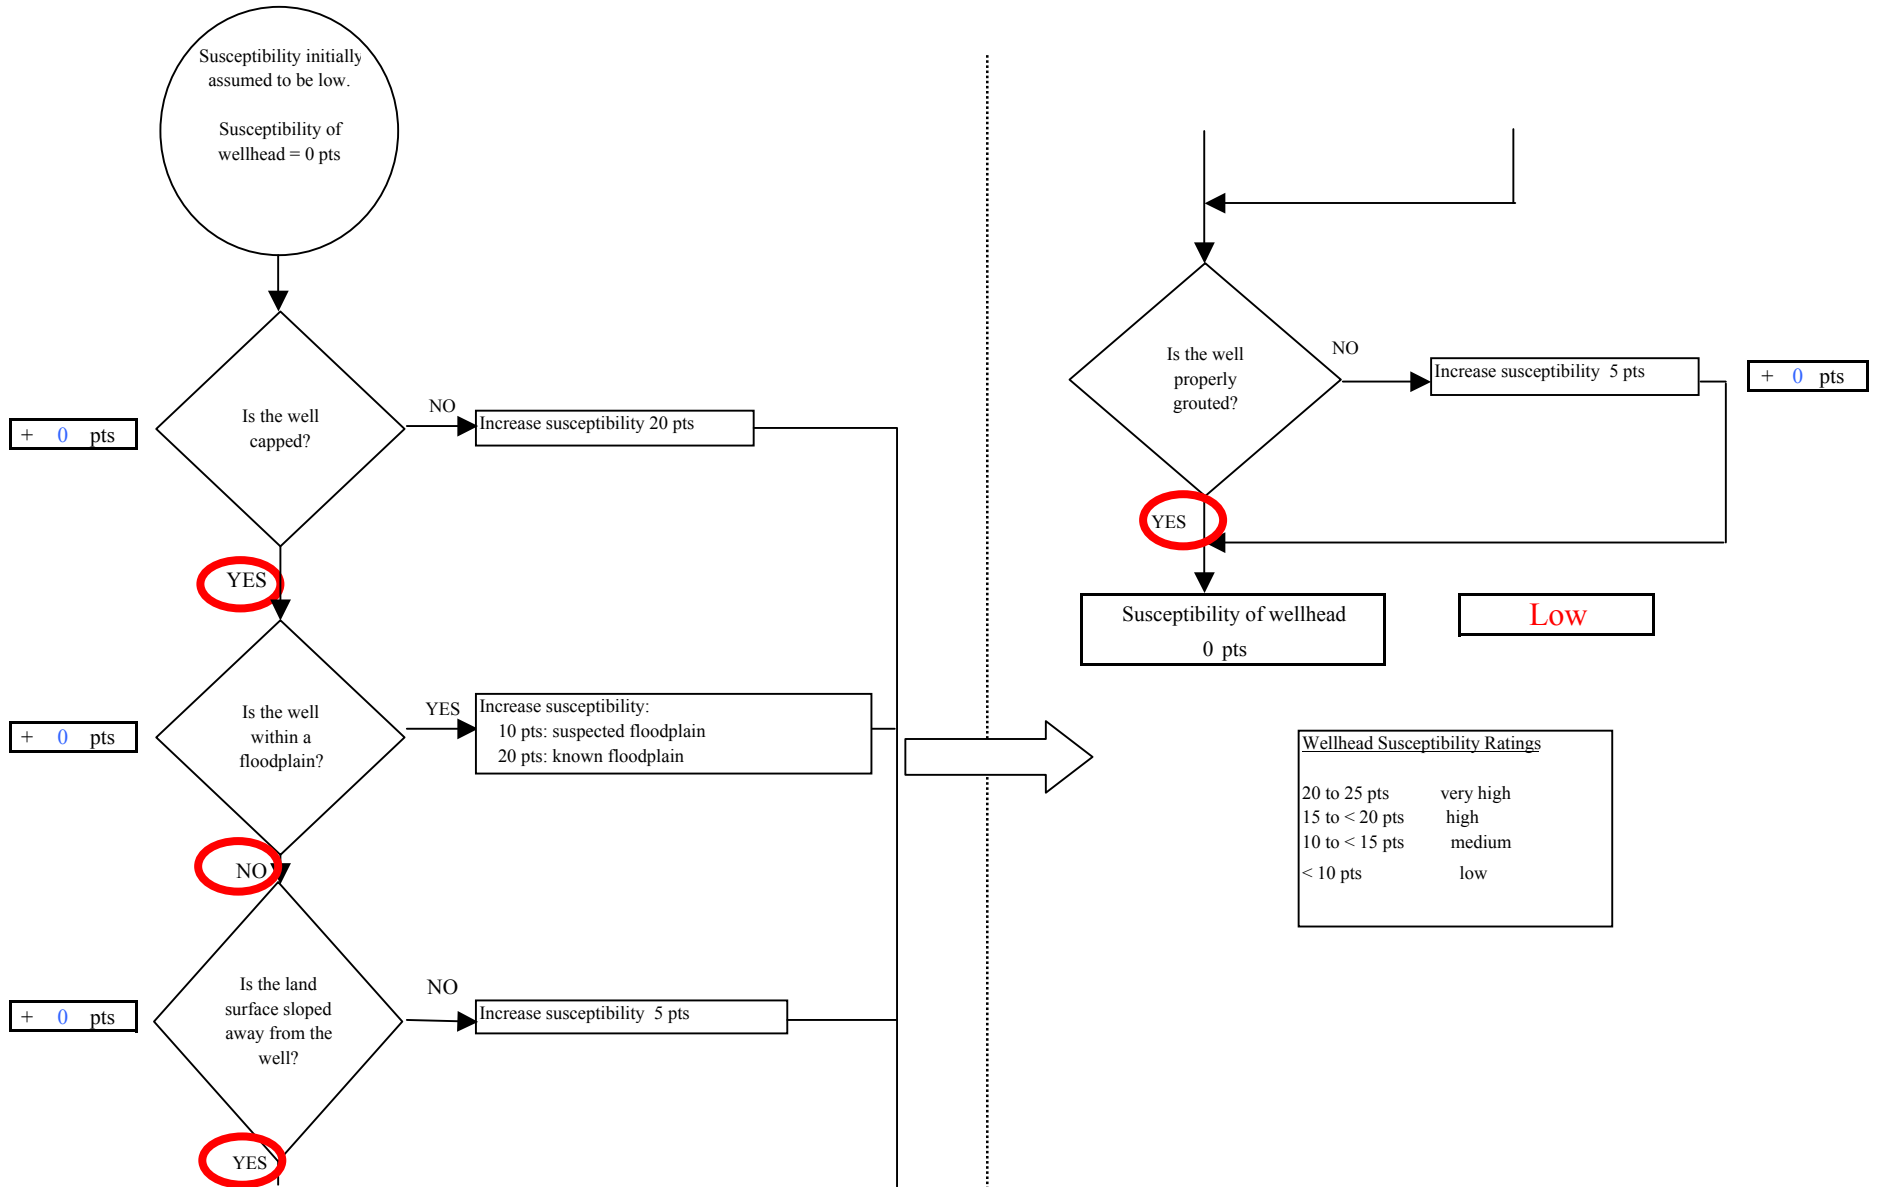 Susceptibility initially
assumed to be low.
Susceptibility of
wellhead = 0 pts
Is the well
capped?
NO
Increase susceptibility 20 pts
+ 0 pts
YES
Is the well
within a
floodplain?
YES
Increase susceptibility:
10 pts: suspected floodplain
20 pts: known floodplain
+ 0 pts
NO
Is the land
surface sloped
away from the
well?
NO
Increase susceptibility 5 pts
+ 0 pts
YES
Is the well
properly
grouted?
NO
Increase susceptibility 5 pts
+ 0 pts
YES
Susceptibility of wellhead
0 pts
Low
Wellhead Susceptibility Ratings
20 to 25 pts very high
15 to < 20 pts high
10 to < 15 pts medium
< 10 pts low